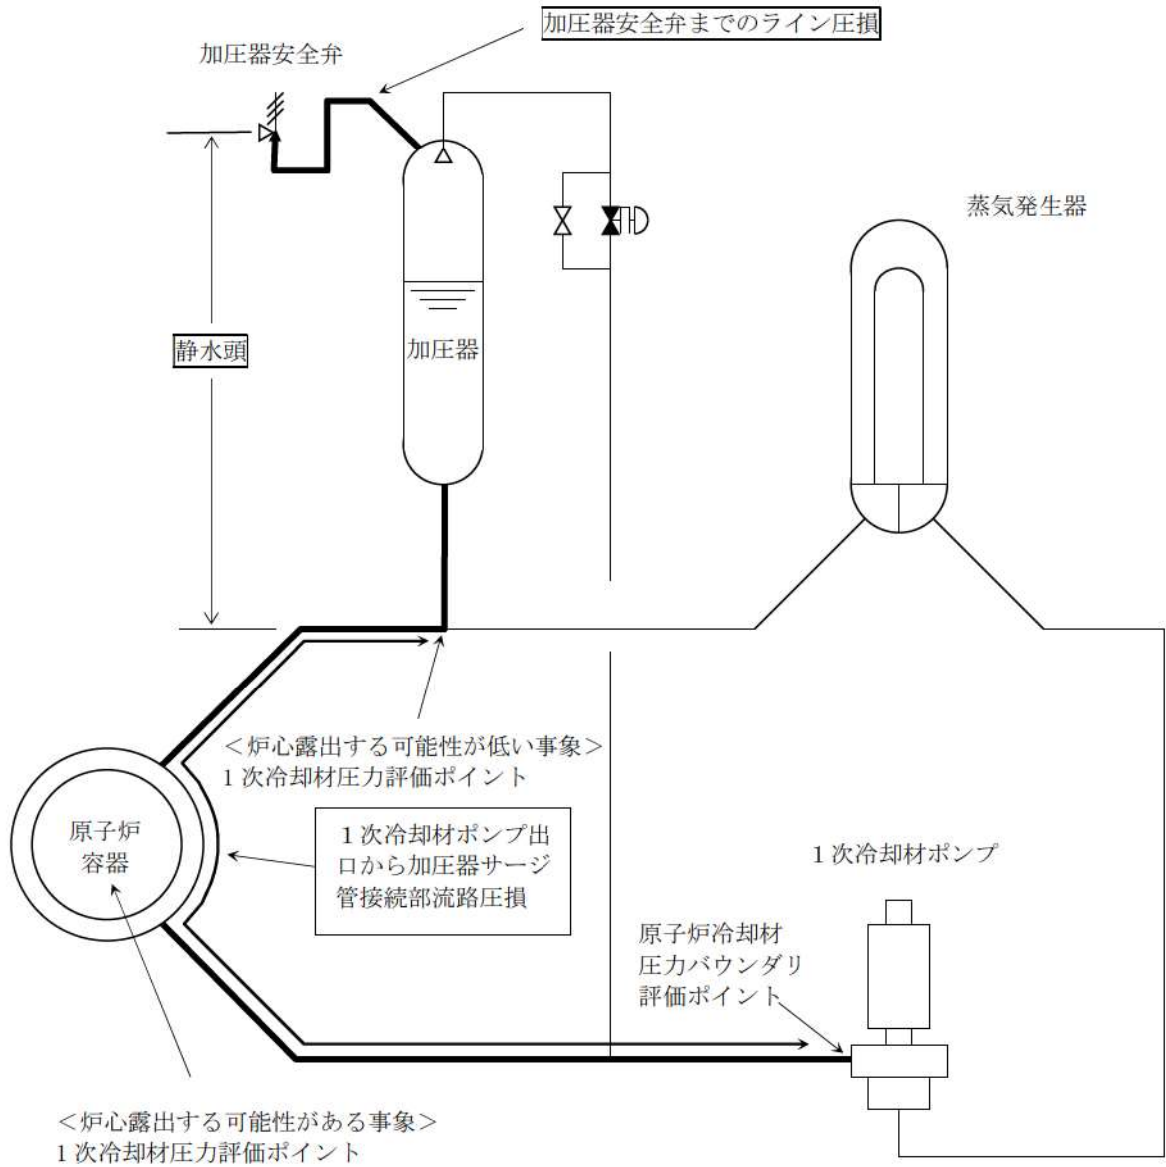 加圧器安全弁までのライン圧損
加圧器安全弁
蒸気発生器
静水頭
加圧器
＜炉心露出する可能性が低い事象＞
1次冷却材圧力評価ポイント
原子炉
容器
１次冷却材ポンプ出
口から加圧器サージ
管接続部流路圧損
１次冷却材ポンプ
原子炉冷却材
圧力バウンダリ
評価ポイント
＜炉心露出する可能性がある事象＞
1次冷却材圧力評価ポイント